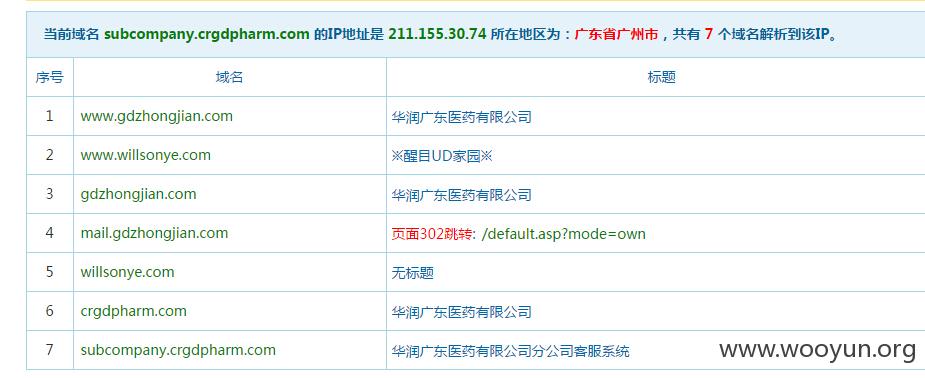 当前域名 subcompany.crgdpharm.com 的IP地址是 211.155.30.74 所在地区为：广东省广州市，共有 7 个域名解析到该IP。
序号 域名 标题
1 www.gdzhongjian.com 华润广东医药有限公司
2 www.willsonye.com ※醒目UD家园※
3 gdzhongjian.com 华润广东医药有限公司
4 mail.gdzhongjian.com 页面302跳转: /default.asp?mode=own
5 willsonye.com 无标题
6 crgdpharm.com 华润广东医药有限公司
7 subcompany.crgdpharm.com 华润广东医药有限公司分公司客服系统
www.wooyun.org